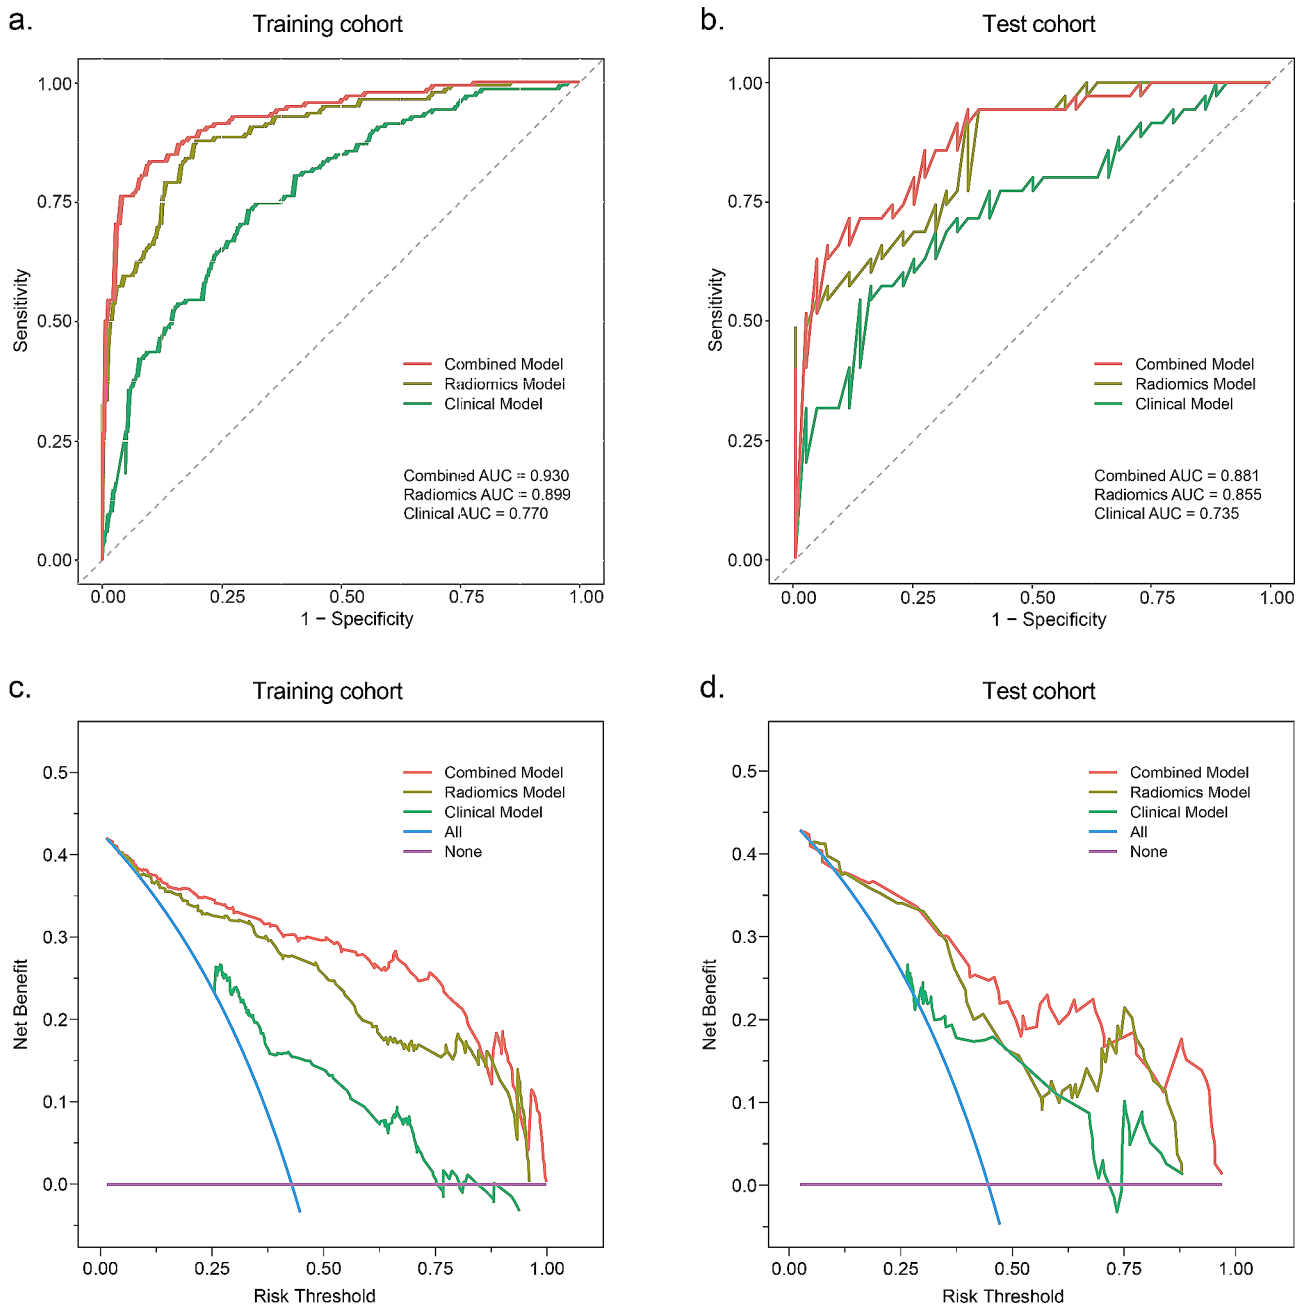 a.
Training cohort
1.00
0.75
0.50
0.25
0.00
Sensitivity
Combined Model
Radiomics Model
Clinical Model
Combined AUC = 0.930
Radiomics AUC = 0.899
Clinical AUC = 0.770
0.00 0.25 0.50 0.75 1.00
1 − Specificity
b.
Test cohort
1.00
0.75
0.50
0.25
0.00
Sensitivity
Combined Model
Radiomics Model
Clinical Model
Combined AUC = 0.881
Radiomics AUC = 0.855
Clinical AUC = 0.735
0.00 0.25 0.50 0.75 1.00
1 − Specificity
c.
Training cohort
0.5
0.4
0.3
0.2
0.1
0.0
Net Benefit
Combined Model
Radiomics Model
Clinical Model
All
None
0.00 0.25 0.50 0.75 1.00
Risk Threshold
d.
Test cohort
0.5
0.4
0.3
0.2
0.1
0.0
Net Benefit
Combined Model
Radiomics Model
Clinical Model
All
None
0.00 0.25 0.50 0.75 1.00
Risk Threshold